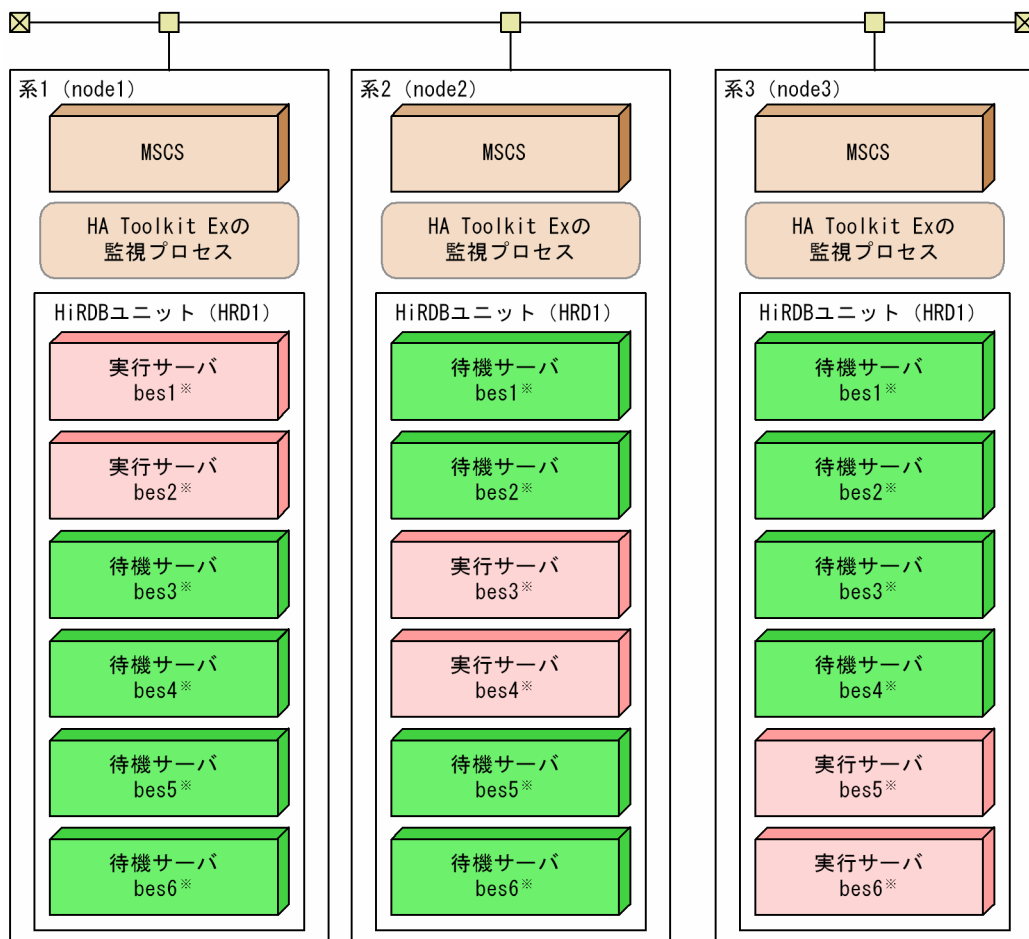 系1（node1）
MSCS
HA Toolkit Exの
監視プロセス
HiRDBユニット（HRD1）
実行サーバ
bes1※
実行サーバ
bes2※
待機サーバ
bes3※
待機サーバ
bes4※
待機サーバ
bes5※
待機サーバ
bes6※
系2（node2）
MSCS
HA Toolkit Exの
監視プロセス
HiRDBユニット（HRD1）
待機サーバ
bes1※
待機サーバ
bes2※
実行サーバ
bes3※
実行サーバ
bes4※
待機サーバ
bes5※
待機サーバ
bes6※
系3（node3）
MSCS
HA Toolkit Exの
監視プロセス
HiRDBユニット（HRD1）
待機サーバ
bes1※
待機サーバ
bes2※
待機サーバ
bes3※
待機サーバ
bes4※
実行サーバ
bes5※
実行サーバ
bes6※